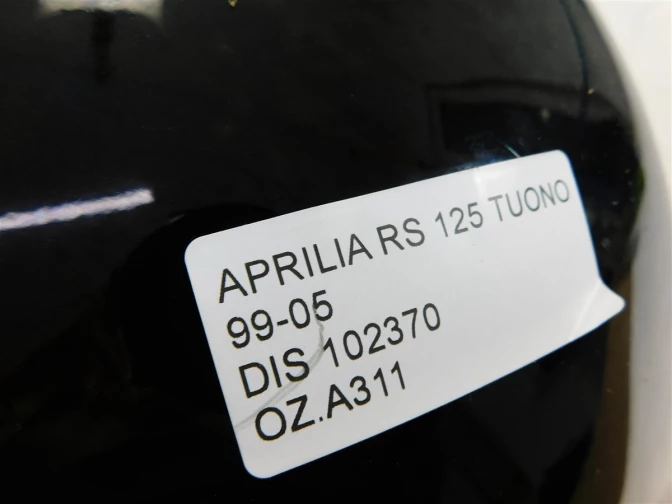 APRILIA RS 125 TUONO
99-05
DIS 102370
OZ.A311